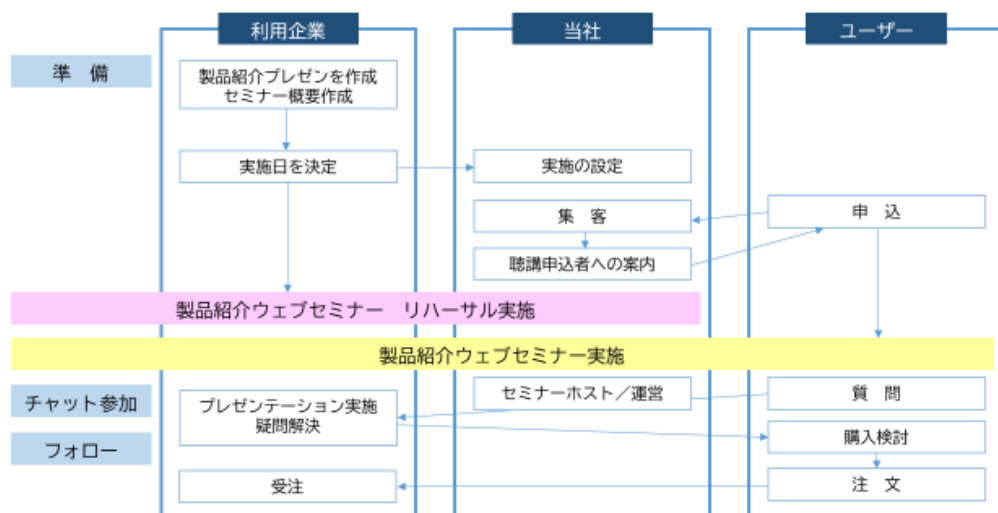 利用企業
当社
ユーザー
準　備
製品紹介プレゼンを作成
セミナー概要作成
実施日を決定
実施の設定
集　客
申　込
聴講申込者への案内
製品紹介ウェブセミナー　リハーサル実施
製品紹介ウェブセミナー実施
チャット参加
プレゼンテーション実施
疑問解決
セミナーホスト／運営
質　問
フォロー
購入検討
受注
注　文